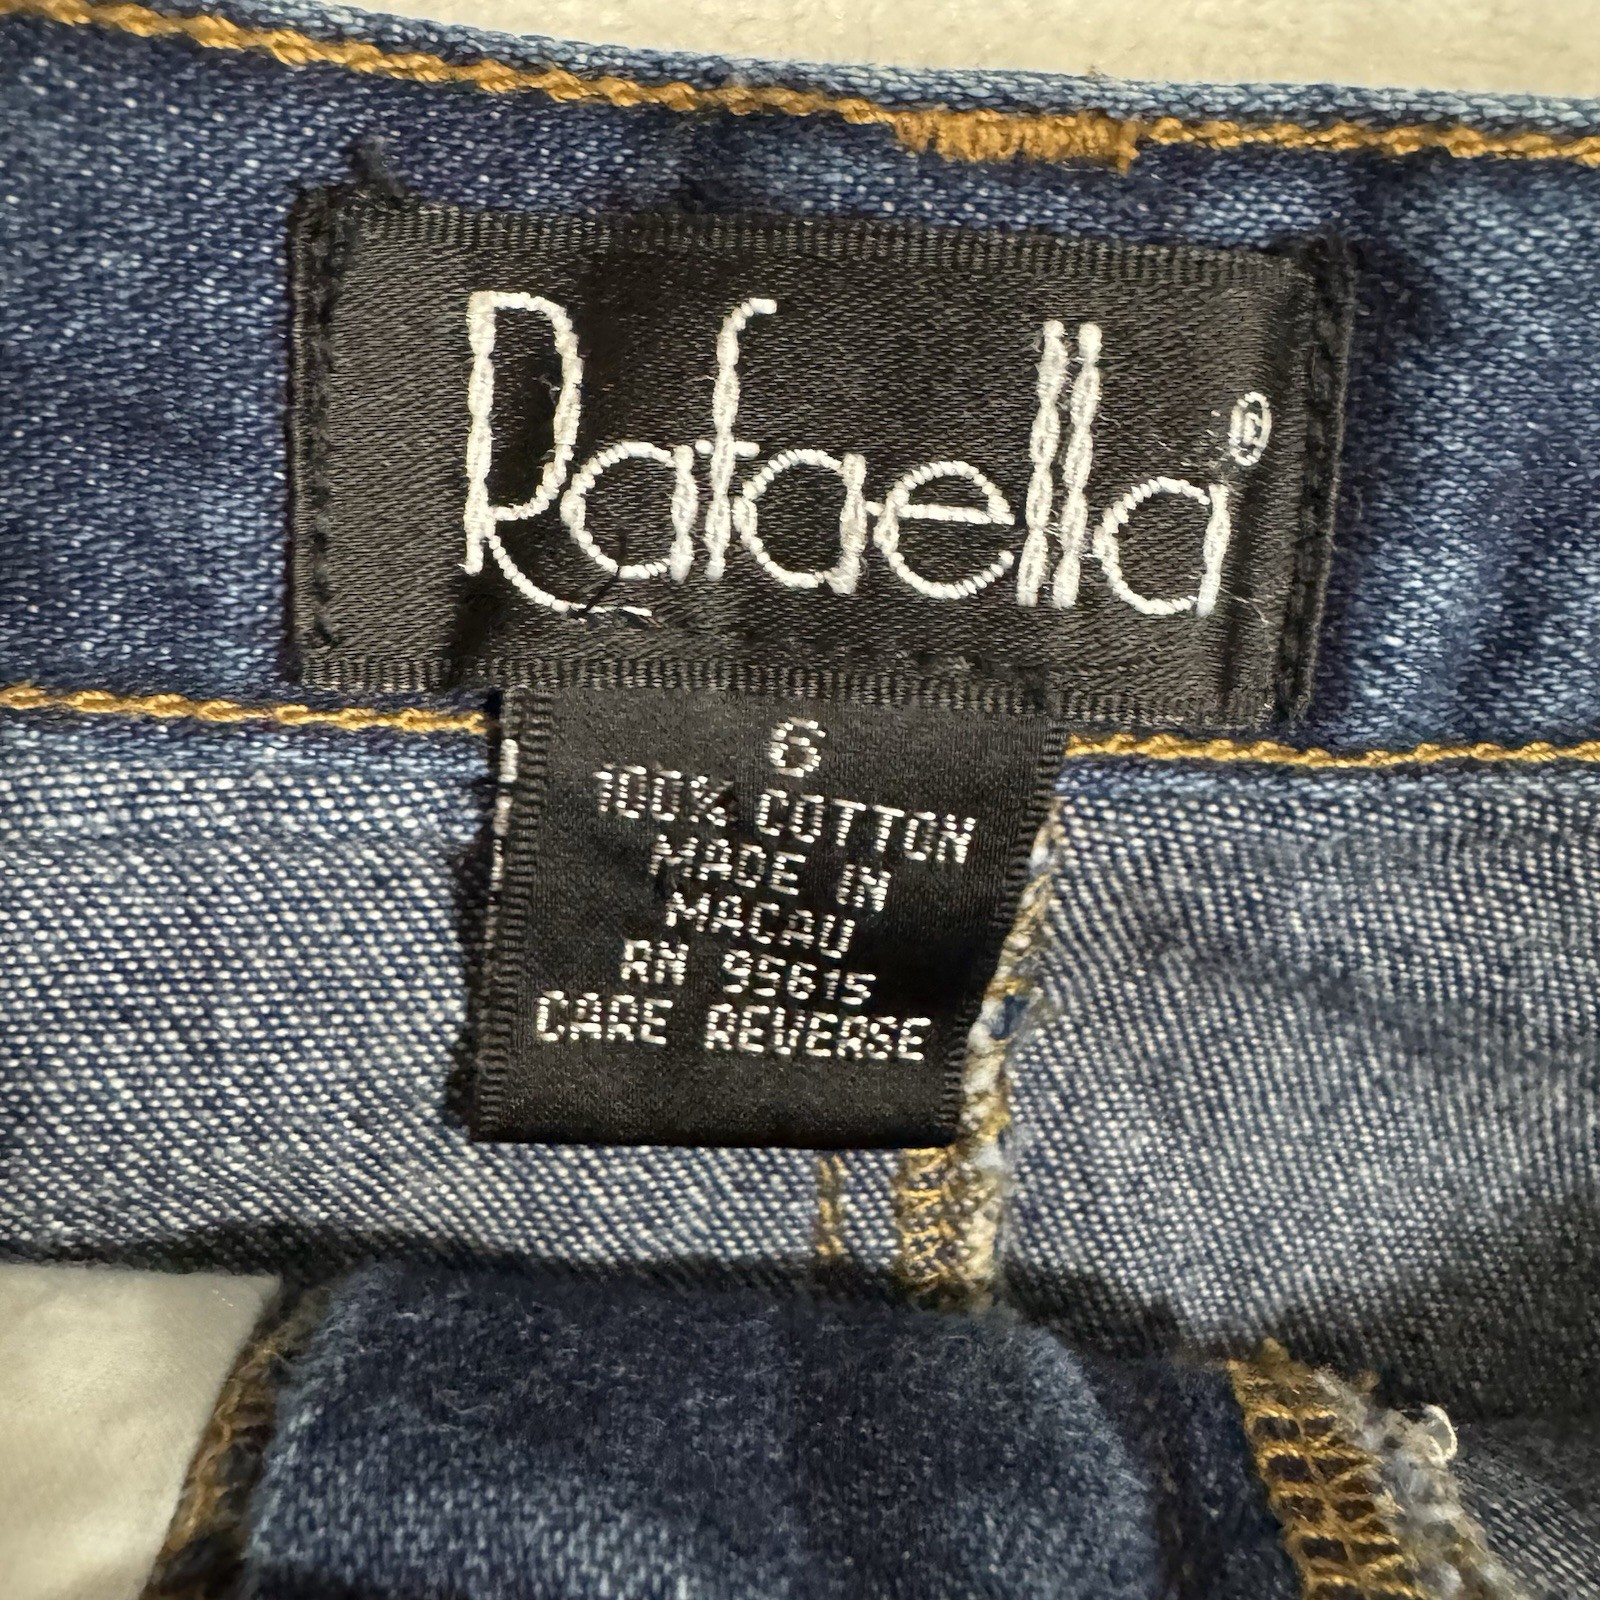 Rafaella®
6
100% COTTON
MADE IN
MACAU
RN 95615
CARE REVERSE